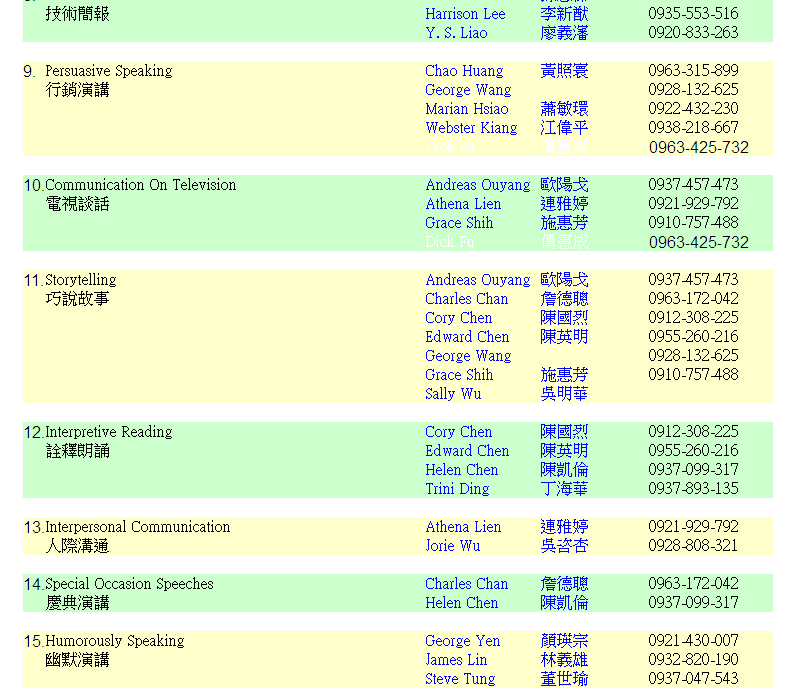 技術簡報 Harrison Lee 李新猷 0935-553-516
Y. S. Liao 廖義瀋 0920-833-263
9. Persuasive Speaking Chao Huang 黃照寰 0963-315-899
行銷演講 George Wang 0928-132-625
Marian Hsiao 蕭敏環 0922-432-230
Webster Kiang 江偉平 0938-218-667
Dick Fu 0963-425-732
10. Communication On Television Andreas Ouyang 歐陽戈 0937-457-473
電視談話 Athena Lien 連雅婷 0921-929-792
Grace Shih 施惠芳 0910-757-488
Dick Fu 0963-425-732
11. Storytelling Andreas Ouyang 歐陽戈 0937-457-473
巧說故事 Charles Chan 詹德聰 0963-172-042
Cory Chen 陳國烈 0912-308-225
Edward Chen 陳英明 0955-260-216
George Wang 0928-132-625
Grace Shih 施惠芳 0910-757-488
Sally Wu 吳明華
12. Interpretive Reading Cory Chen 陳國烈 0912-308-225
詮釋朗誦 Edward Chen 陳英明 0955-260-216
Helen Chen 陳凱倫 0937-099-317
Trini Ding 丁海華 0937-893-135
13. Interpersonal Communication Athena Lien 連雅婷 0921-929-792
人際溝通 Jorie Wu 吳咨杏 0928-808-321
14. Special Occasion Speeches Charles Chan 詹德聰 0963-172-042
慶典演講 Helen Chen 陳凱倫 0937-099-317
15. Humorously Speaking George Yen 顏瑛宗 0921-430-007
幽默演講 James Lin 林義雄 0932-820-190
Steve Tung 董世瑜 0937-047-543